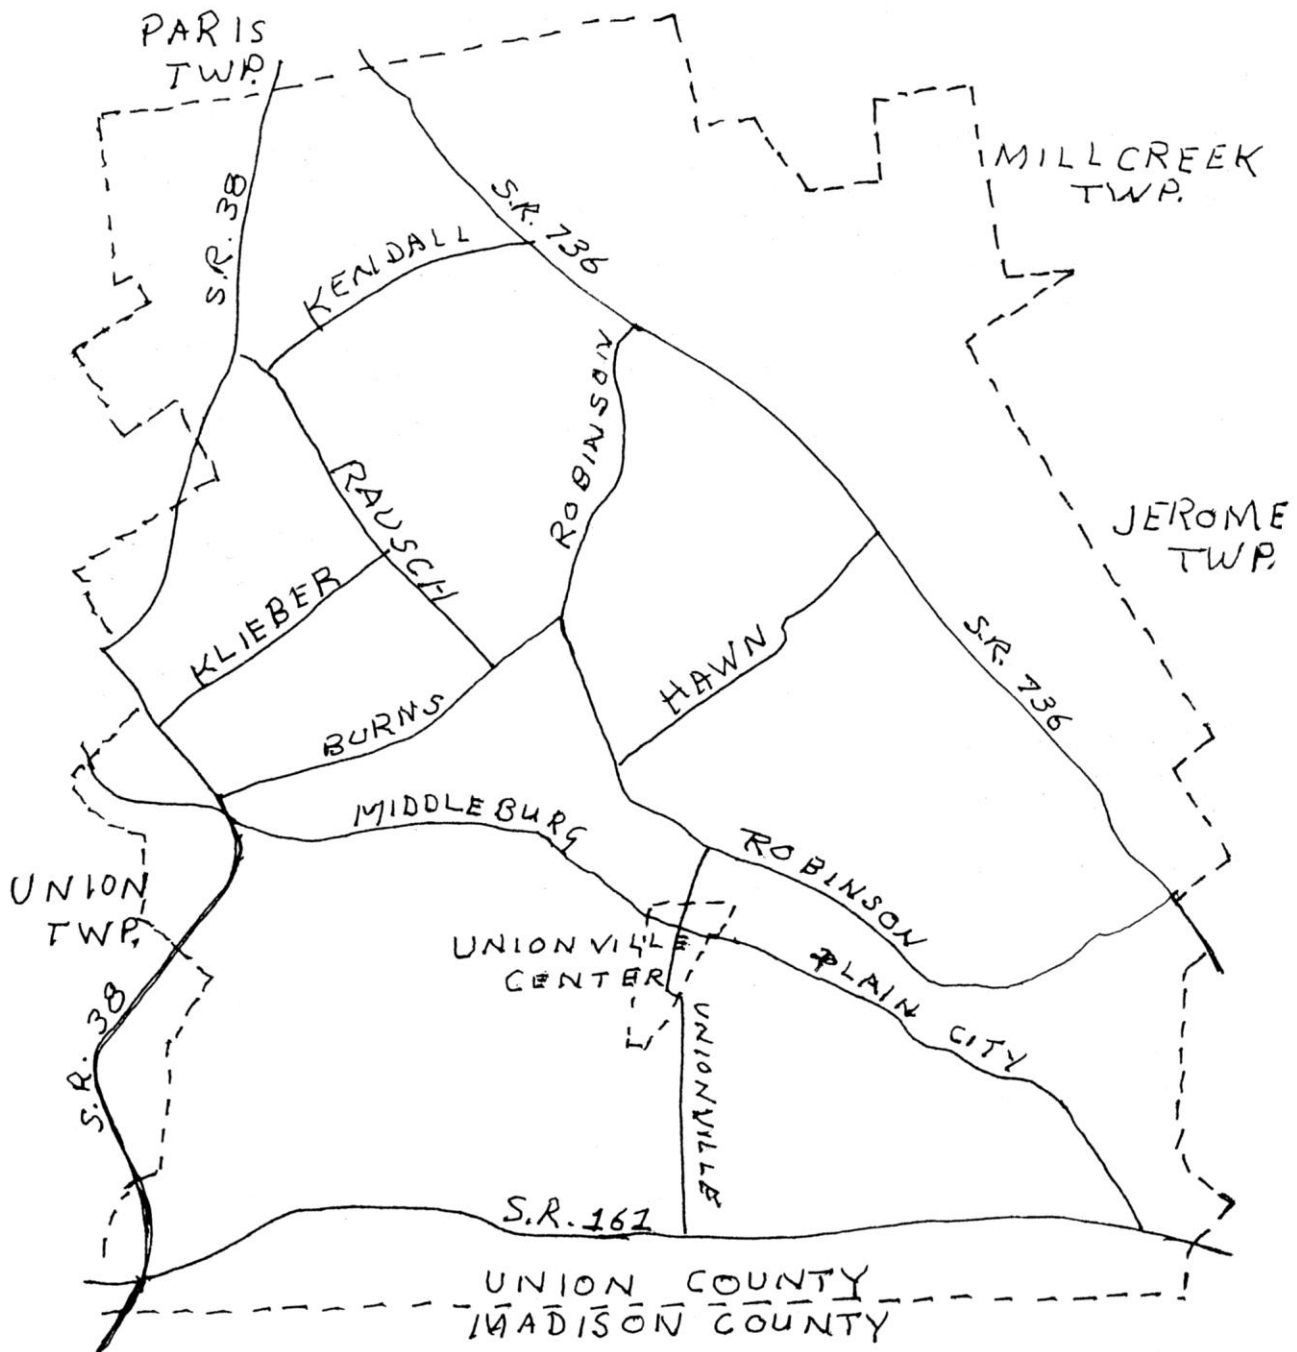 PARIS
TWP.
MILLCREEK
TWP.
S.R. 38
S.R. 736
KENDALL
ROBINSON
RAUSCH
JEROME
TWP.
KLIEBER
HAWN
S.R. 736
BURNS
MIDDLEBURG
ROBINSON
UNION
TWP.
UNIONVILLE
CENTER
PLAIN CITY
S.R. 38
UNIONVILLE
S.R. 161
UNION COUNTY
MADISON COUNTY